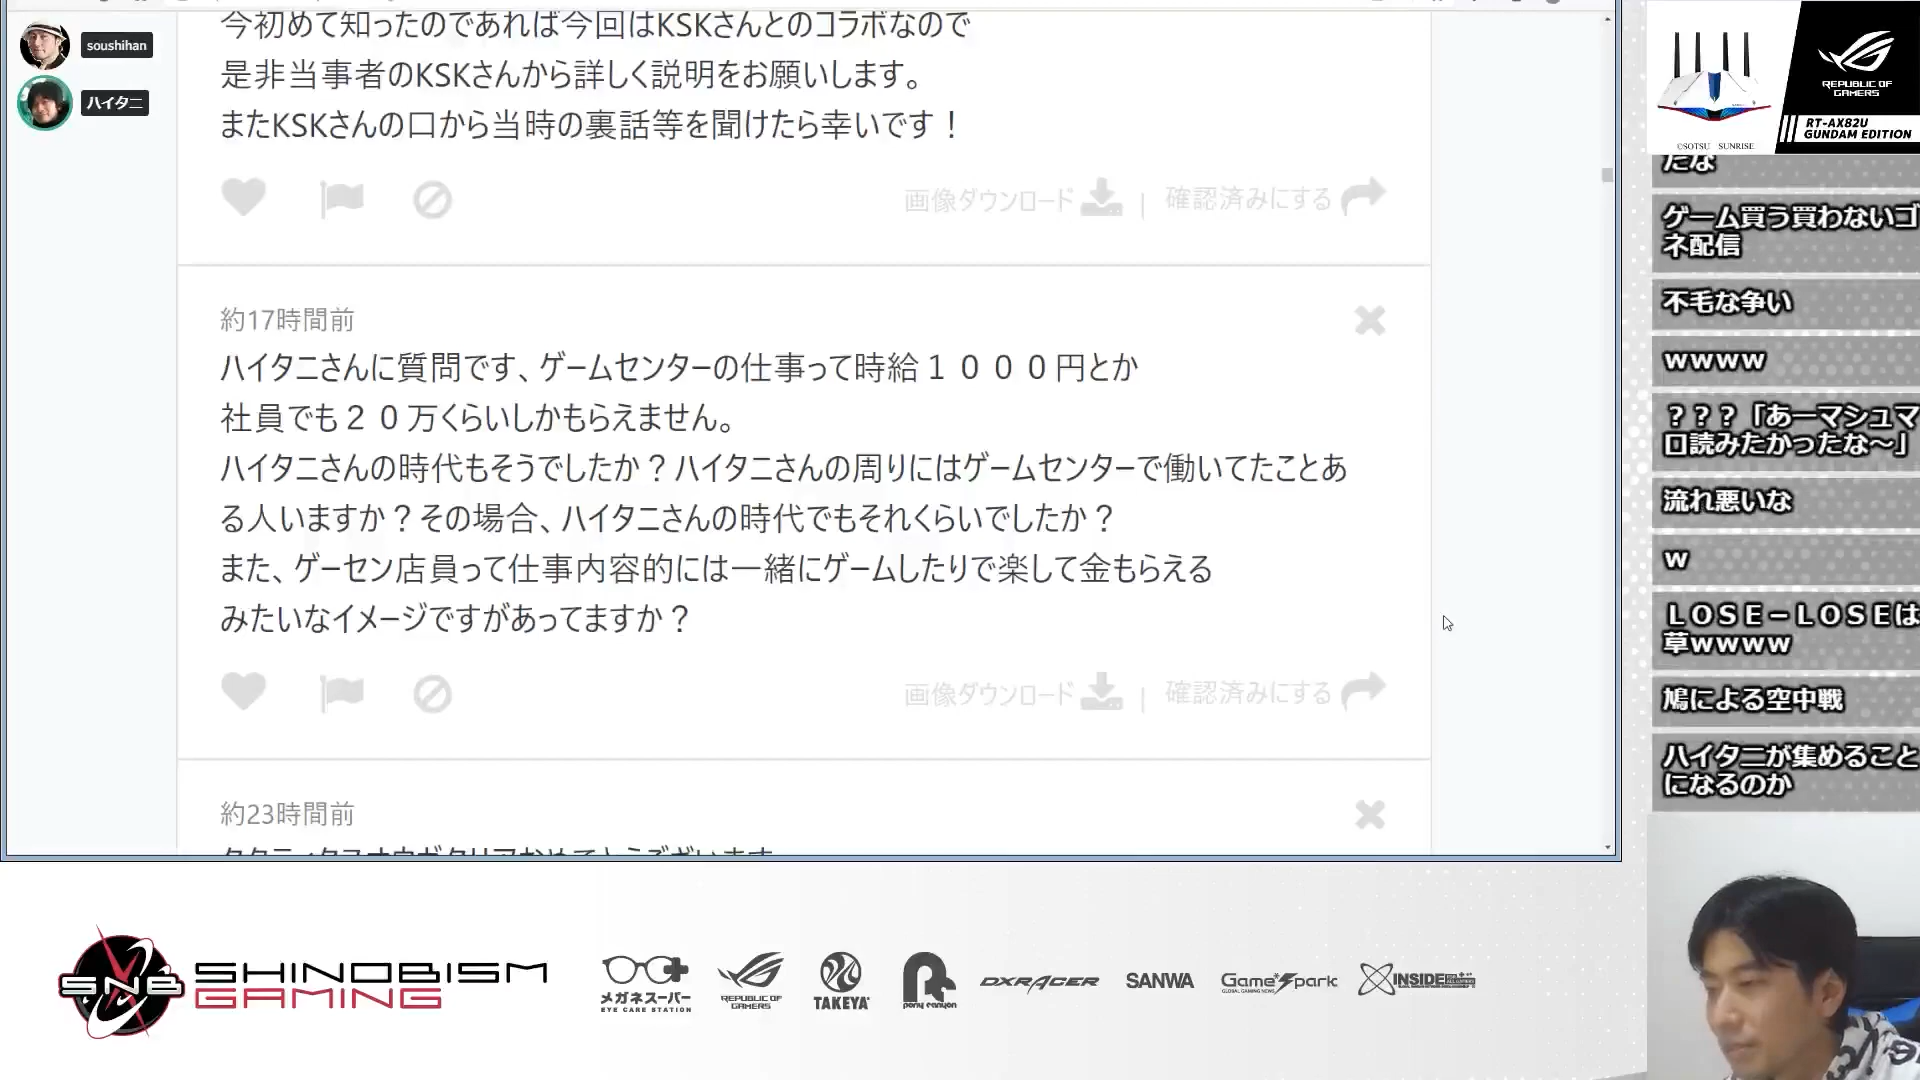 soushihan
ハイタニ
今初めて知ったのであれば今回はKSKさんとのコラボなので
是非当事者のKSKさんから詳しく説明をお願いします。
またKSKさんの口から当時の裏話等を聞けたら幸いです！
画像ダウンロード | 確認済みにする
約17時間前
ハイタニさんに質問です、ゲームセンターの仕事って時給１０００円とか
社員でも２０万くらいしかもらえません。
ハイタニさんの時代もそうでしたか？ハイタニさんの周りにはゲームセンターで働いてたことあ
る人いますか？その場合、ハイタニさんの時代でもそれくらいでしたか？
また、ゲーセン店員って仕事内容的には一緒にゲームしたりで楽して金もらえる
みたいなイメージですがあってますか？
画像ダウンロード | 確認済みにする
約23時間前
REPUBLIC OF
GAMERS
RT-AX82U
GUNDAM EDITION
©SOTSU SUNRISE
だな
ゲーム買う買わないゴ
ネ配信
不毛な争い
wwww
？？？「あーマシュマ
ロ読みたかったな〜」
流れ悪いな
w
ＬＯＳＥ－ＬＯＳＥは
草wwww
鳩による空中戦
ハイタニが集めること
になるのか
SNB
SHINOBISM
GAMING
メガネスーパー
EYE CARE STATION
REPUBLIC OF
GAMERS
TAKEYA
pony canyon
DXRACER
SANWA
Game*Spark
GLOBAL GAMING NEWS
INSIDE